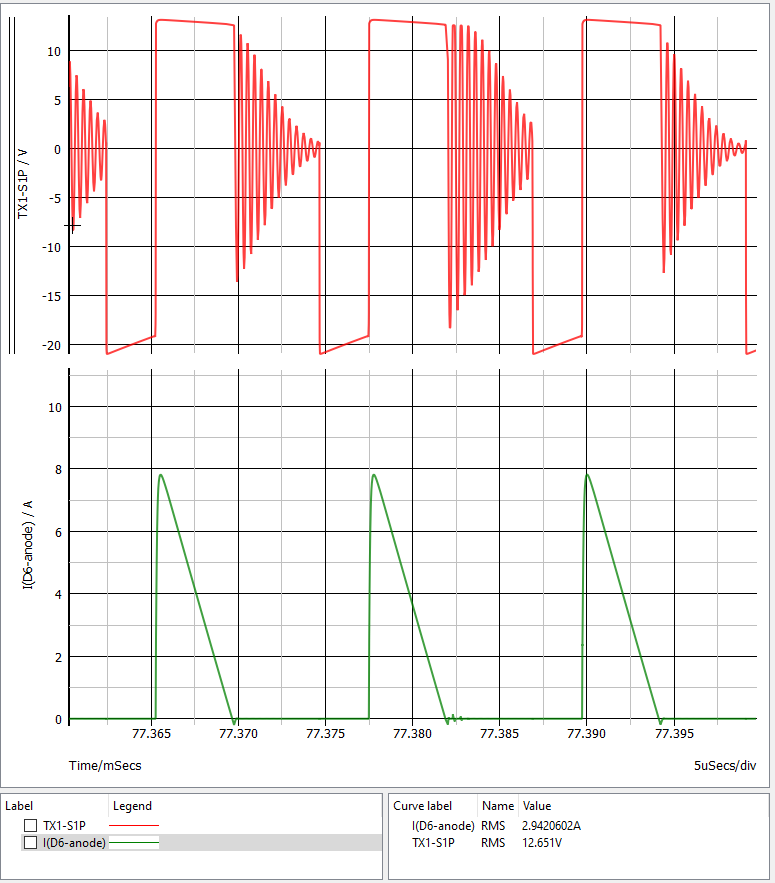 10
5
0
-5
-10
-15
-20
TX1-S1P / V
10
8
6
4
2
0
I(D6-anode) / A
77.365 77.370 77.375 77.380 77.385 77.390 77.395
Time/mSecs 5uSecs/div
Label Legend
TX1-S1P
I(D6-anode)
Curve label Name Value
I(D6-anode) RMS 2.9420602A
TX1-S1P RMS 12.651V